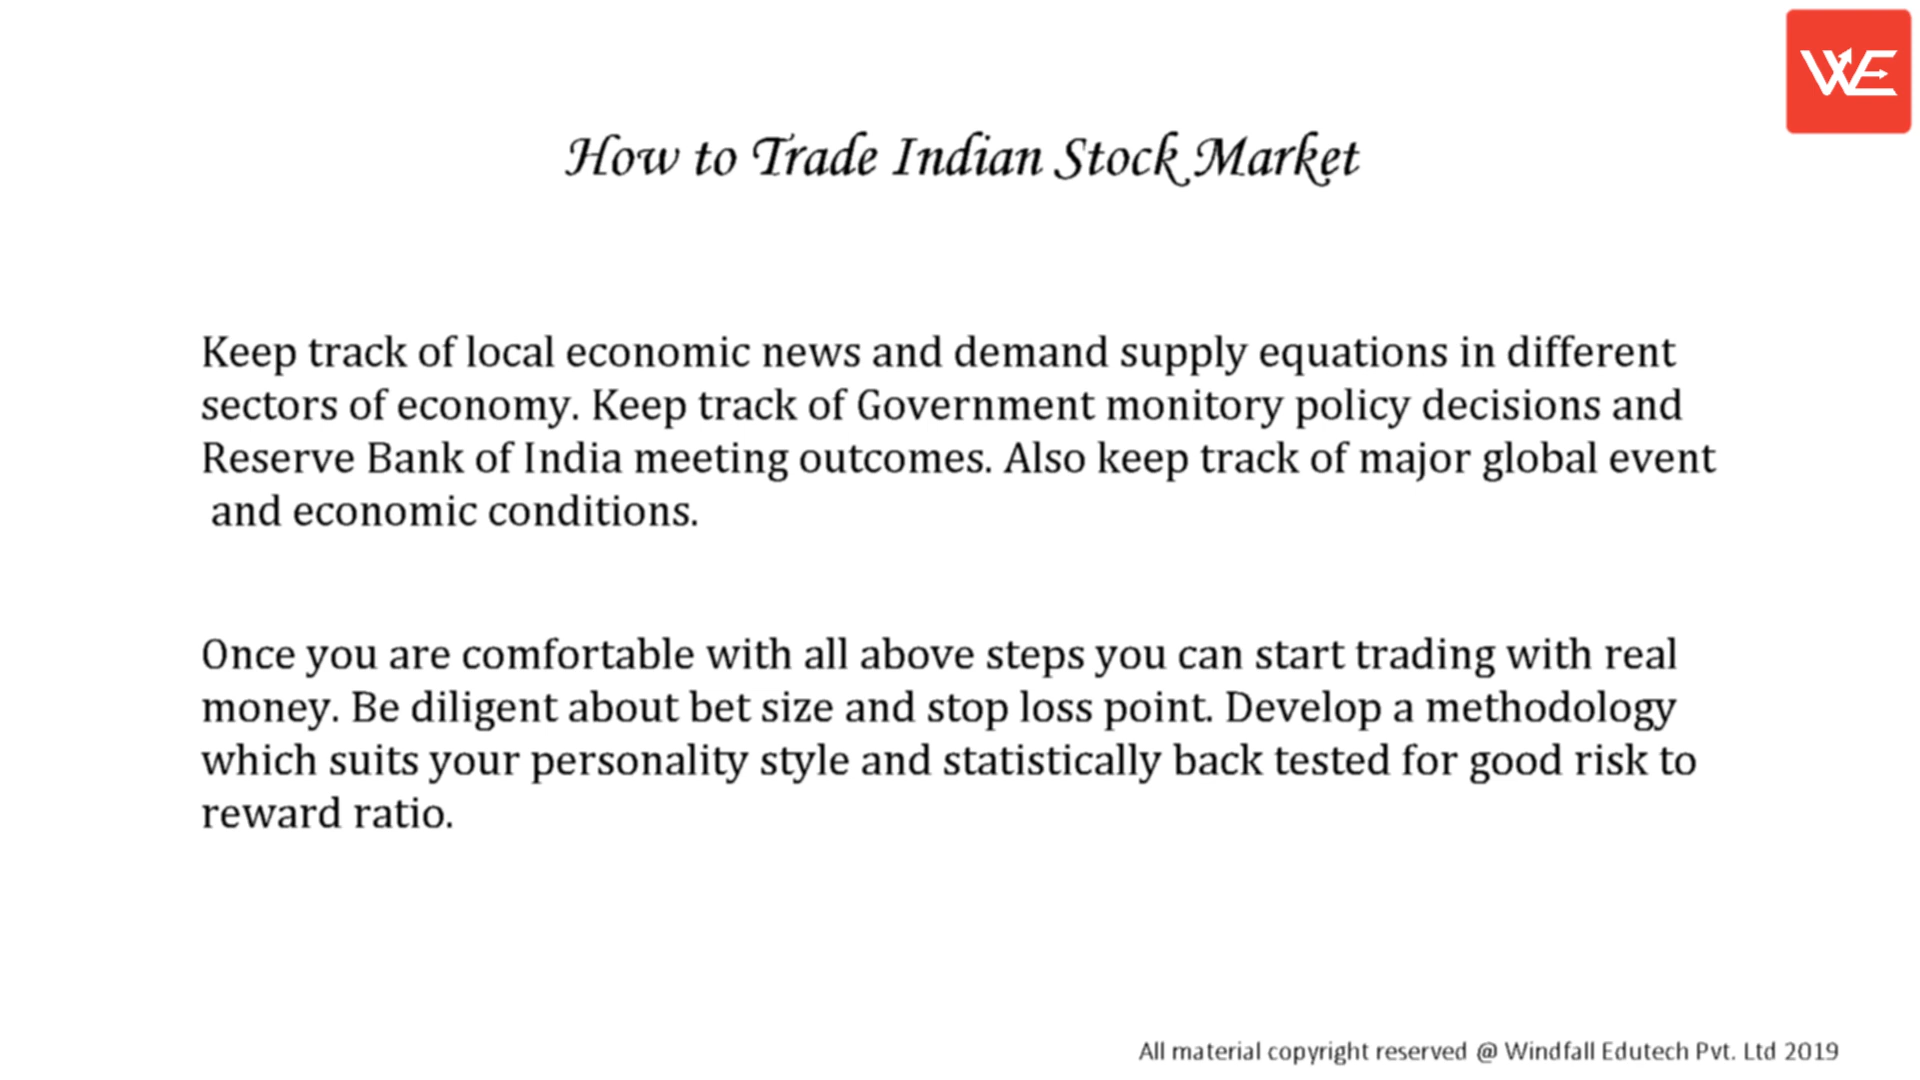 WE
How to Trade Indian Stock Market
Keep track of local economic news and demand supply equations in different
sectors of economy. Keep track of Government monitory policy decisions and
Reserve Bank of India meeting outcomes. Also keep track of major global event
and economic conditions.
Once you are comfortable with all above steps you can start trading with real
money. Be diligent about bet size and stop loss point. Develop a methodology
which suits your personality style and statistically back tested for good risk to
reward ratio.
All material copyright reserved @ Windfall Edutech Pvt. Ltd 2019